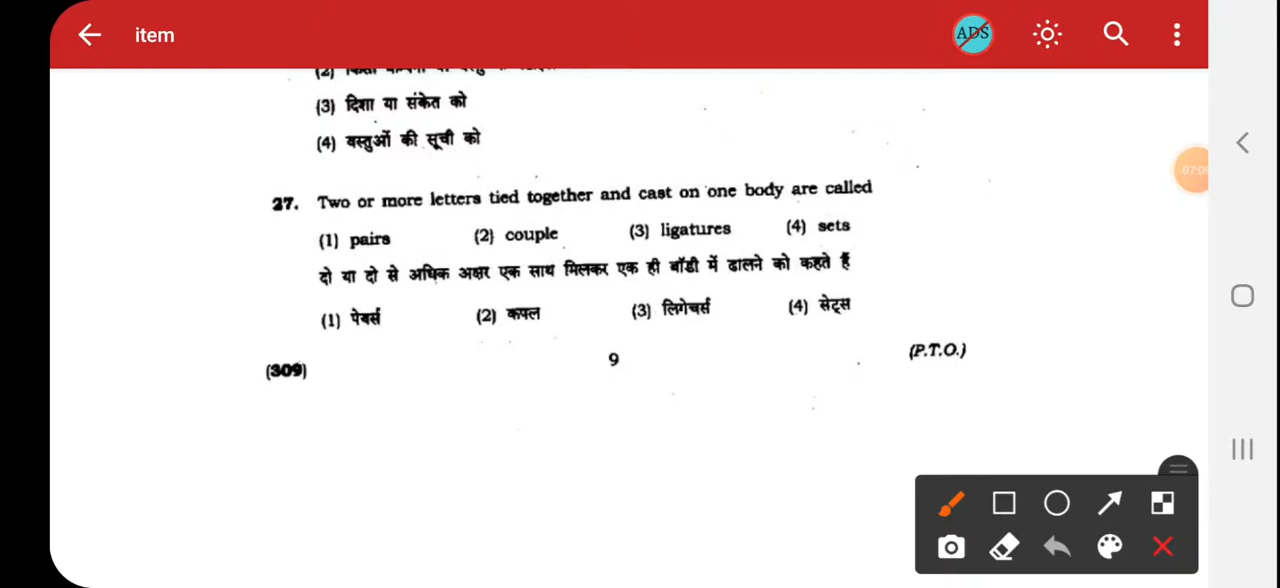 item
ADS
(3) दिशा या संकेत को
(4) वस्तुओं की सूची को
07:09
27. Two or more letters tied together and cast on one body are called
(1) pairs (2) couple (3) ligatures (4) sets
दो या दो से अधिक अक्षर एक साथ मिलकर एक ही बॉडी में ढालने को कहते हैं
(1) पेयर्स (2) कपल (3) लिगेचर्स (4) सेट्स
(309) 9 (P.T.O.)